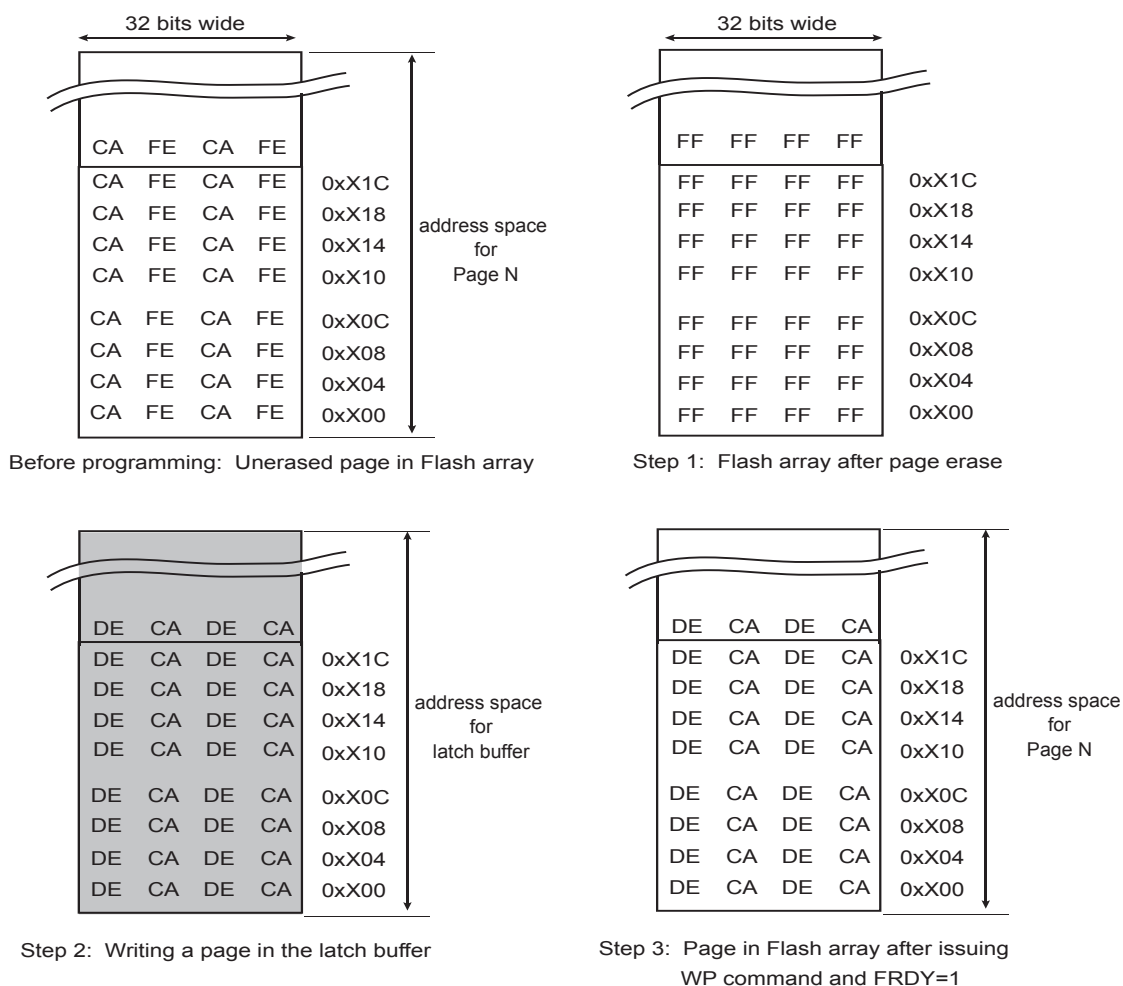 32 bits wide
CA FE CA FE
CA FE CA FE 0xX1C
CA FE CA FE 0xX18
CA FE CA FE 0xX14
CA FE CA FE 0xX10
CA FE CA FE 0xX0C
CA FE CA FE 0xX08
CA FE CA FE 0xX04
CA FE CA FE 0xX00
address space
for
Page N
Before programming: Unerased page in Flash array
32 bits wide
FF FF FF FF
FF FF FF FF 0xX1C
FF FF FF FF 0xX18
FF FF FF FF 0xX14
FF FF FF FF 0xX10
FF FF FF FF 0xX0C
FF FF FF FF 0xX08
FF FF FF FF 0xX04
FF FF FF FF 0xX00
Step 1: Flash array after page erase
DE CA DE CA
DE CA DE CA 0xX1C
DE CA DE CA 0xX18
DE CA DE CA 0xX14
DE CA DE CA 0xX10
DE CA DE CA 0xX0C
DE CA DE CA 0xX08
DE CA DE CA 0xX04
DE CA DE CA 0xX00
address space
for
latch buffer
Step 2: Writing a page in the latch buffer
DE CA DE CA
DE CA DE CA 0xX1C
DE CA DE CA 0xX18
DE CA DE CA 0xX14
DE CA DE CA 0xX10
DE CA DE CA 0xX0C
DE CA DE CA 0xX08
DE CA DE CA 0xX04
DE CA DE CA 0xX00
address space
for
Page N
Step 3: Page in Flash array after issuing
WP command and FRDY=1